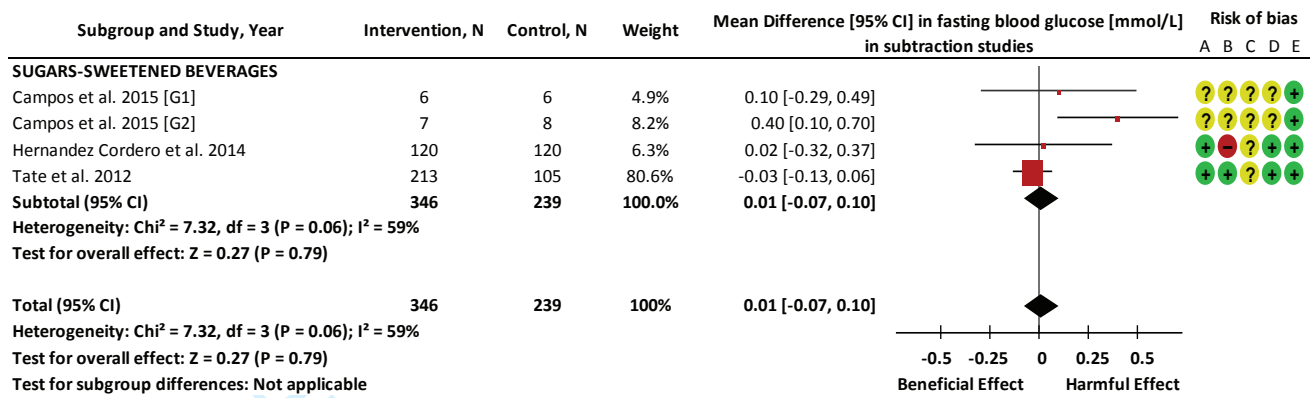 Subgroup and Study, Year Intervention, N Control, N Weight Mean Difference [95% CI] in fasting blood glucose [mmol/L] in subtraction studies Risk of bias
A B C D E
SUGARS-SWEETENED BEVERAGES
Campos et al. 2015 [G1] 6 6 4.9% 0.10 [-0.29, 0.49] ? ? ? ? +
Campos et al. 2015 [G2] 7 8 8.2% 0.40 [0.10, 0.70] ? ? ? ? +
Hernandez Cordero et al. 2014 120 120 6.3% 0.02 [-0.32, 0.37] + − ? + +
Tate et al. 2012 213 105 80.6% -0.03 [-0.13, 0.06] + + ? + +
Subtotal (95% CI) 346 239 100.0% 0.01 [-0.07, 0.10]
Heterogeneity: Chi² = 7.32, df = 3 (P = 0.06); I² = 59%
Test for overall effect: Z = 0.27 (P = 0.79)
Total (95% CI) 346 239 100% 0.01 [-0.07, 0.10]
Heterogeneity: Chi² = 7.32, df = 3 (P = 0.06); I² = 59%
Test for overall effect: Z = 0.27 (P = 0.79)
Test for subgroup differences: Not applicable
-0.5 -0.25 0 0.25 0.5
Beneficial Effect Harmful Effect